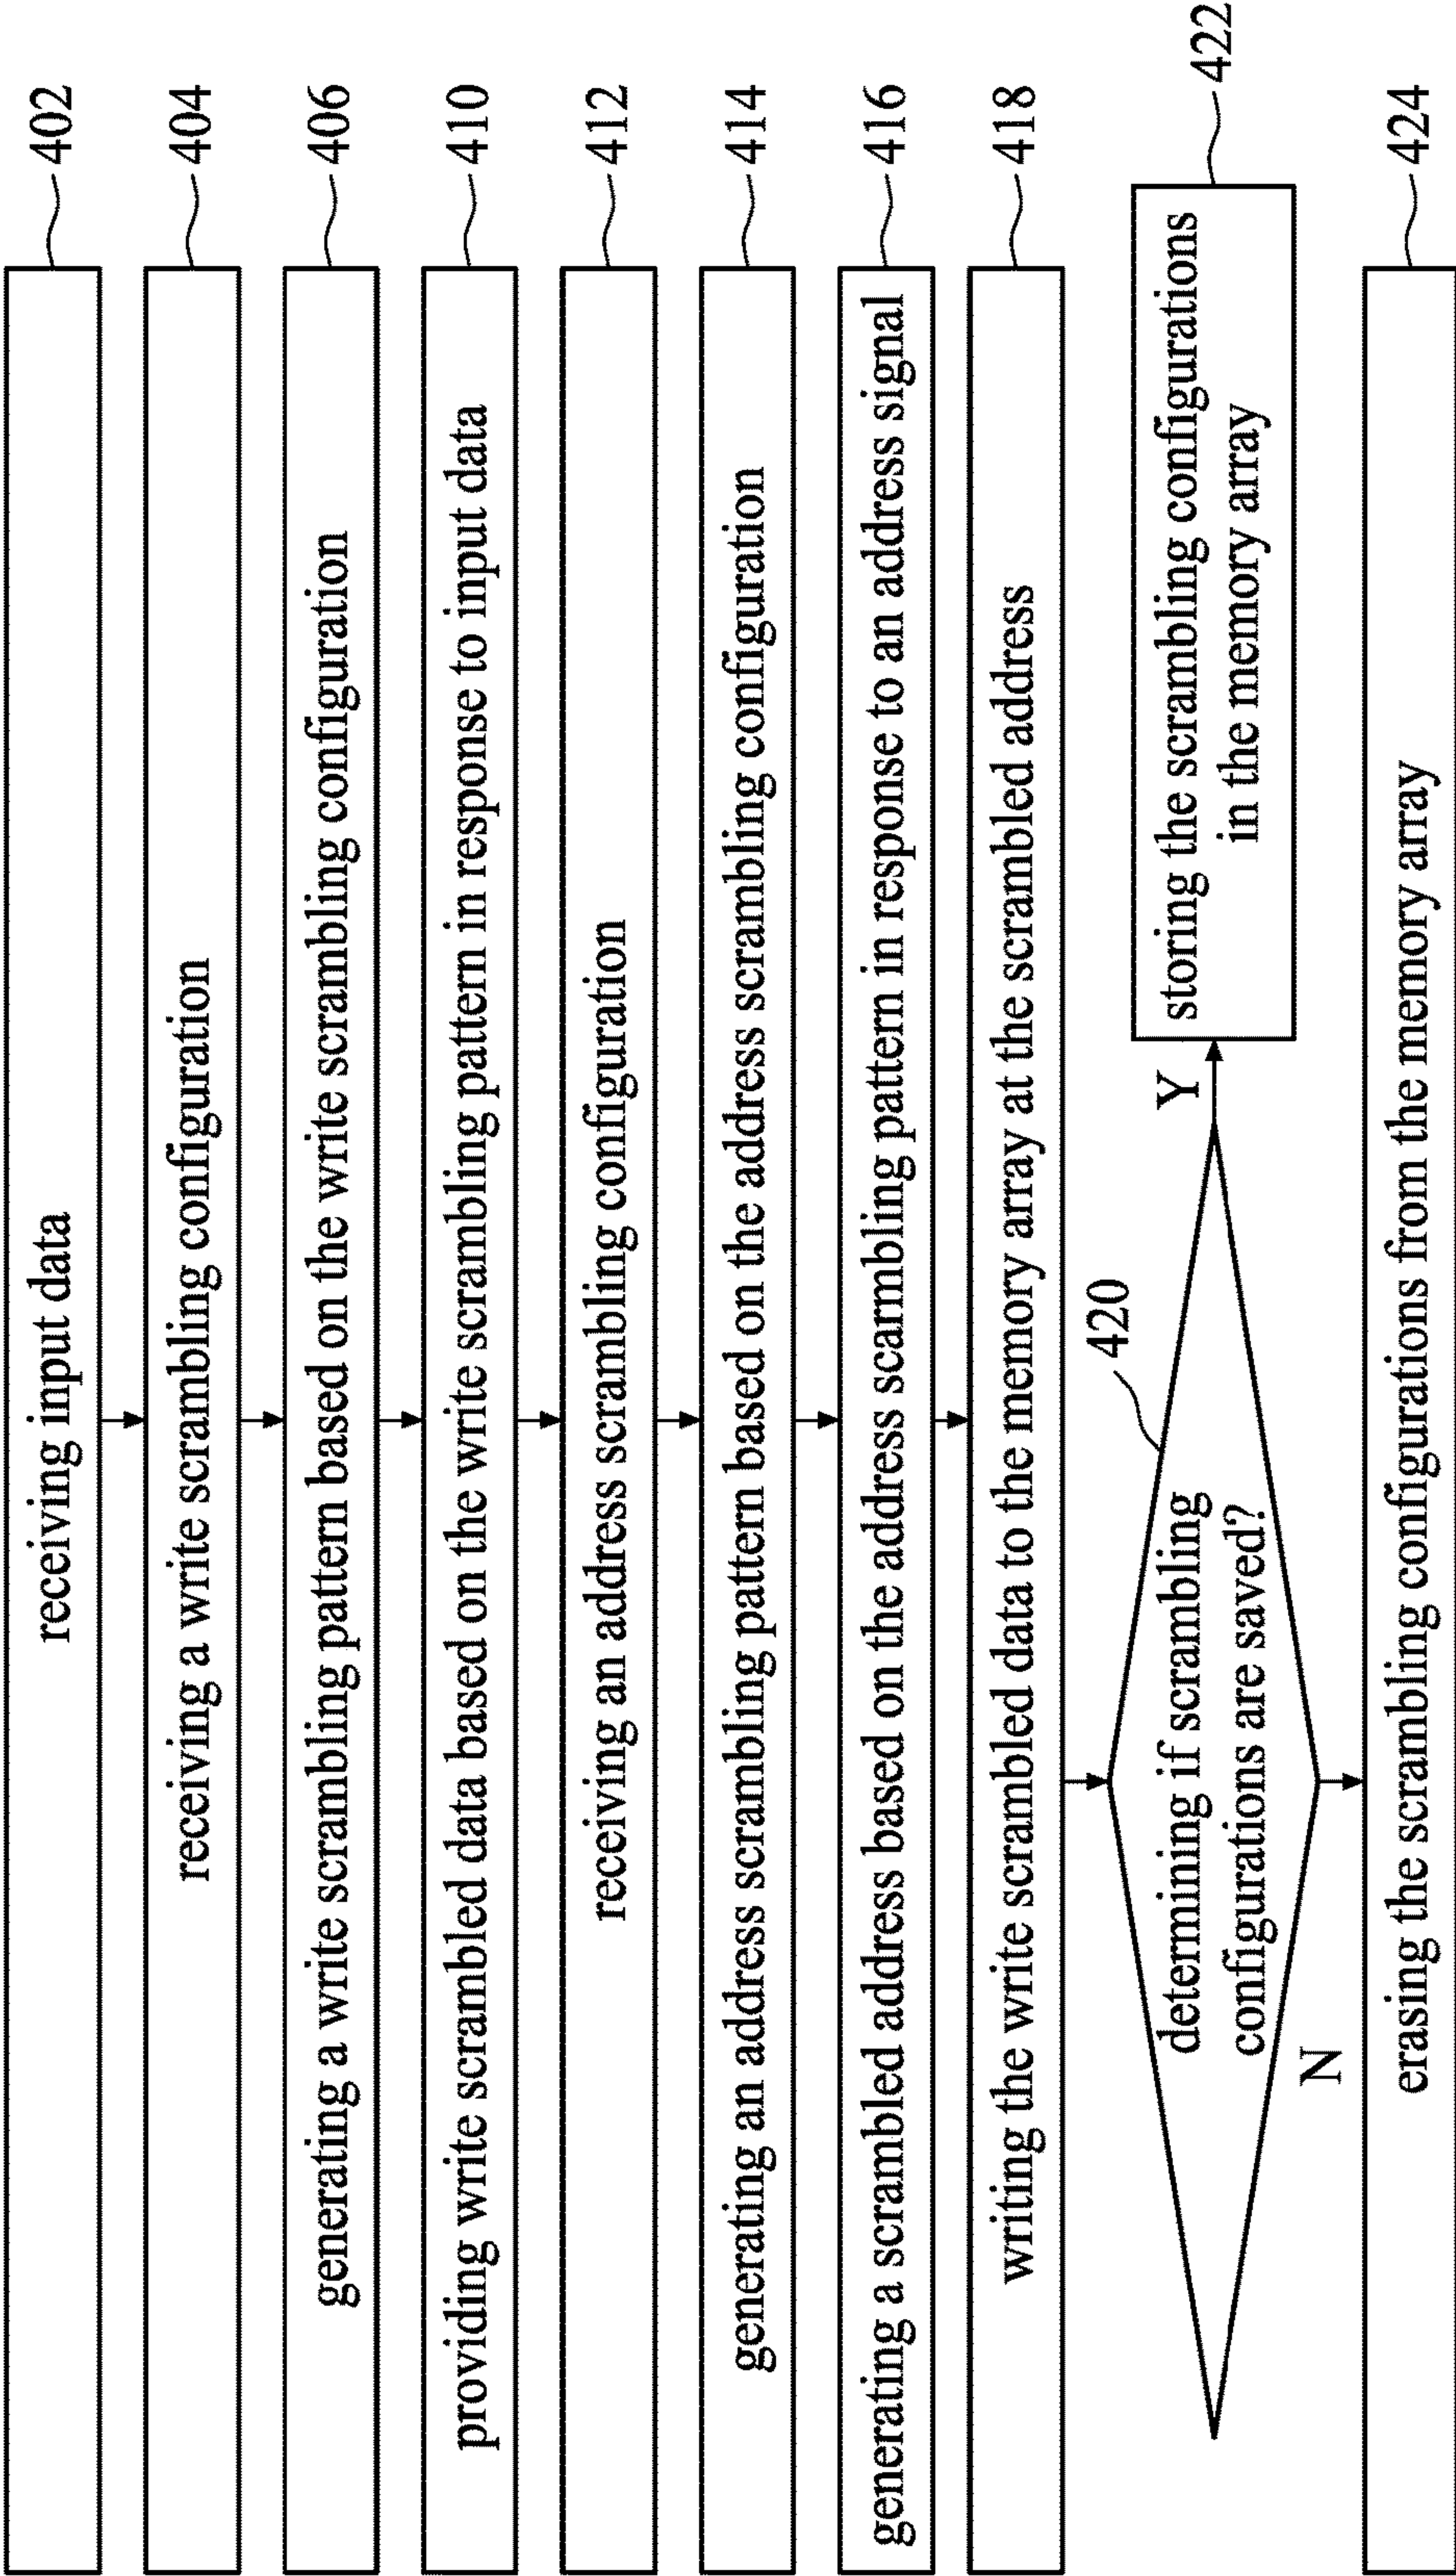 receiving input data
402
receiving a write scrambling configuration
404
generating a write scrambling pattern based on the write scrambling configuration
406
providing write scrambled data based on the write scrambling pattern in response to input data
410
receiving an address scrambling configuration
412
generating an address scrambling pattern based on the address scrambling configuration
414
generating a scrambled address based on the address scarmbling pattern in response to an address signal
416
writing the write scrambled data to the memory array at the scrambled address
418
420
determining if scrambling
configurations are saved?
Y
storing the scrambling configurations
in the memory array
422
N
erasing the scrambling configurations from the memory array
424